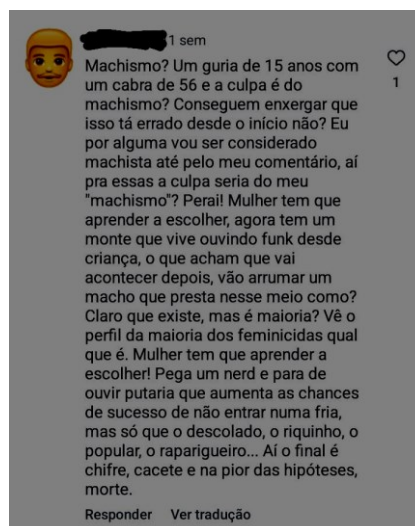 1 sem
Machismo? Um guria de 15 anos com
um cabra de 56 e a culpa é do
machismo? Conseguem enxergar que
isso tá errado desde o início não? Eu
por alguma vou ser considerado
machista até pelo meu comentário, aí
pra essas a culpa seria do meu
"machismo"? Perai! Mulher tem que
aprender a escolher, agora tem um
monte que vive ouvindo funk desde
criança, o que acham que vai
acontecer depois, vão arrumar um
macho que presta nesse meio como?
Claro que existe, mas é maioria? Vê o
perfil da maioria dos feminicidas qual
que é. Mulher tem que aprender a
escolher! Pega um nerd e para de
ouvir putaria que aumenta as chances
de sucesso de não entrar numa fria,
mas só que o descolado, o riquinho, o
popular, o raparigueiro... Aí o final é
chifre, cacete e na pior das hipóteses,
morte.
Responder Ver tradução
1